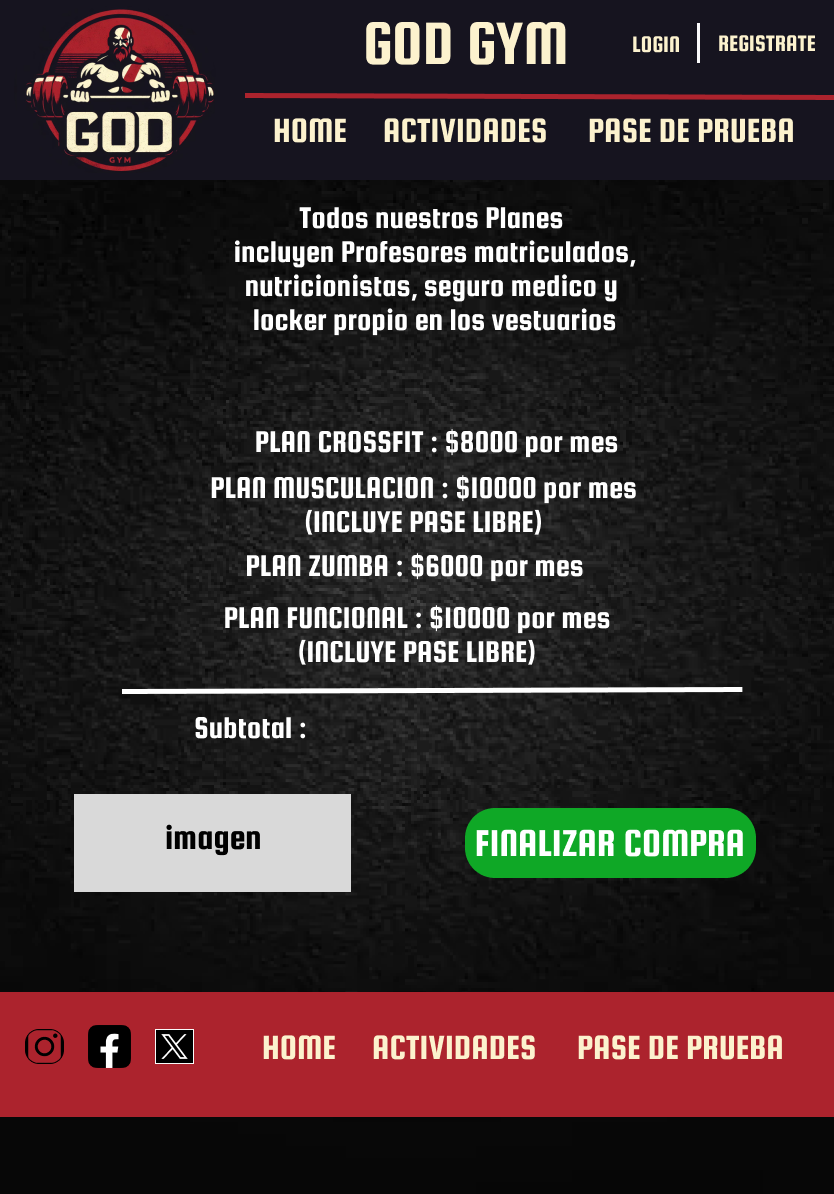 GOD GYM
LOGIN
REGISTRATE
GOD
GYM
HOME
ACTIVIDADES
PASE DE PRUEBA
Todos nuestros Planes
incluyen Profesores matriculados,
nutricionistas, seguro medico y
locker propio en los vestuarios
PLAN CROSSFIT : $8000 por mes
PLAN MUSCULACION : $10000 por mes
(INCLUYE PASE LIBRE)
PLAN ZUMBA : $6000 por mes
PLAN FUNCIONAL : $10000 por mes
(INCLUYE PASE LIBRE)
Subtotal :
imagen
FINALIZAR COMPRA
HOME
ACTIVIDADES
PASE DE PRUEBA